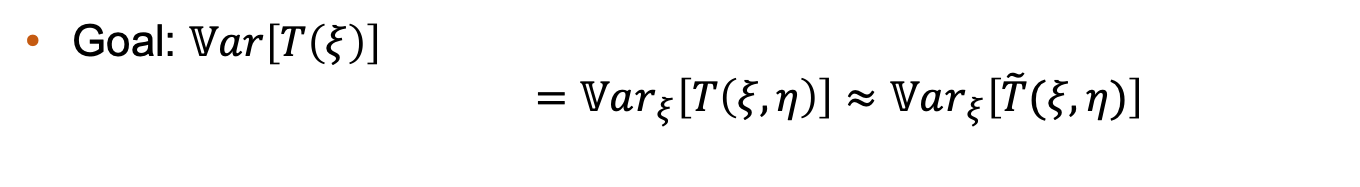 • Goal: 𝕍ar[T(ξ)]
= 𝕍ar_ξ[T(ξ, η)] ≈ 𝕍ar_ξ[T̃(ξ, η)]